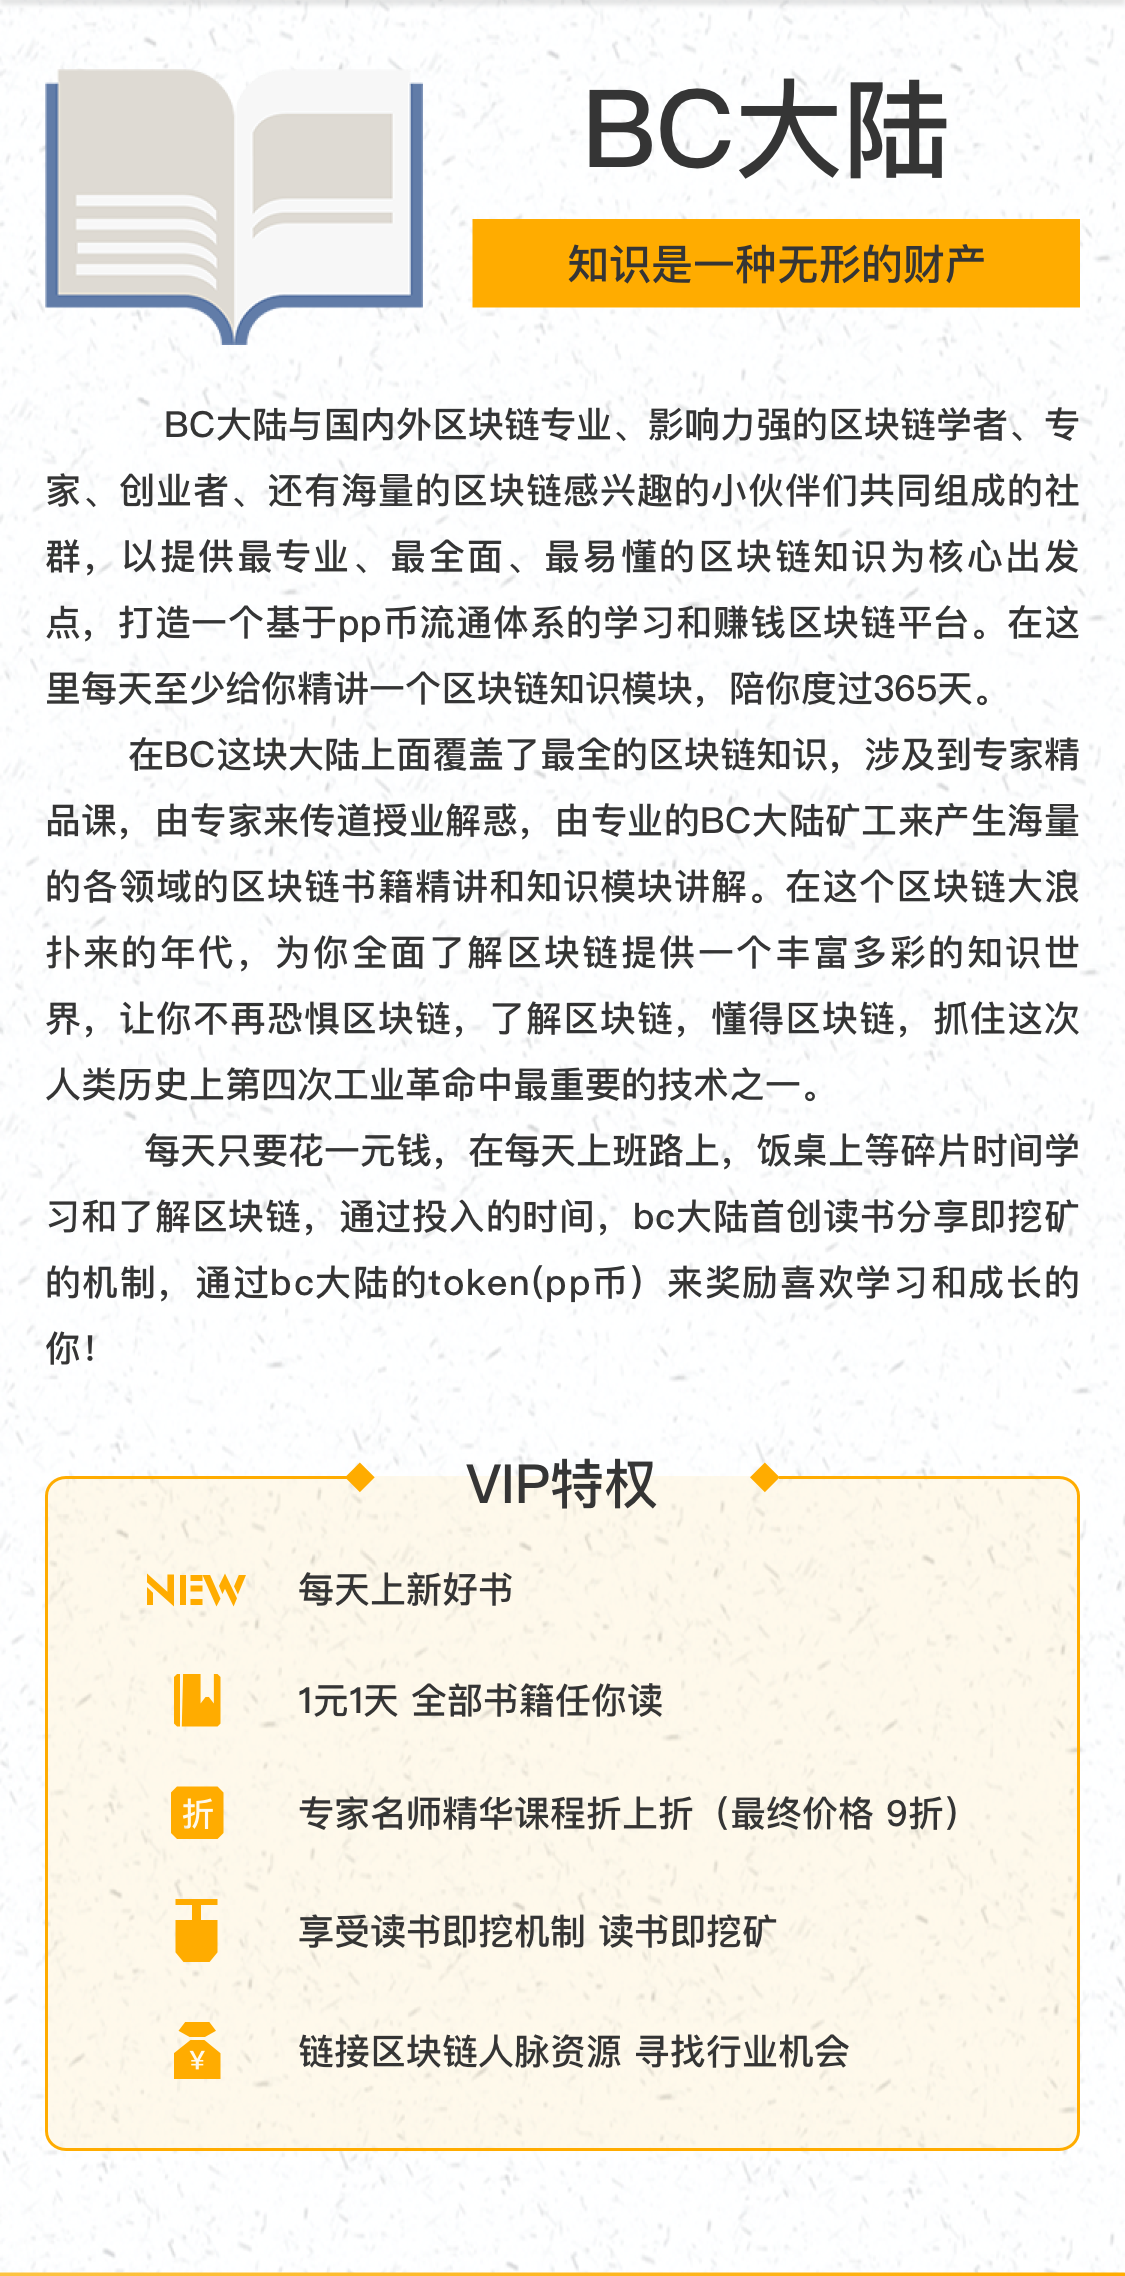 BC大陆
知识是一种无形的财产
BC大陆与国内外区块链专业、影响力强的区块链学者、专
家、创业者、还有海量的区块链感兴趣的小伙伴们共同组成的社
群，以提供最专业、最全面、最易懂的区块链知识为核心出发
点，打造一个基于pp币流通体系的学习和赚钱区块链平台。在这
里每天至少给你精讲一个区块链知识模块，陪你度过365天。
在BC这块大陆上面覆盖了最全的区块链知识，涉及到专家精
品课，由专家来传道授业解惑，由专业的BC大陆矿工来产生海量
的各领域的区块链书籍精讲和知识模块讲解。在这个区块链大浪
扑来的年代，为你全面了解区块链提供一个丰富多彩的知识世
界，让你不再恐惧区块链，了解区块链，懂得区块链，抓住这次
人类历史上第四次工业革命中最重要的技术之一。
每天只要花一元钱，在每天上班路上，饭桌上等碎片时间学
习和了解区块链，通过投入的时间，bc大陆首创读书分享即挖矿
的机制，通过bc大陆的token(pp币）来奖励喜欢学习和成长的
你！
VIP特权
NEW 每天上新好书
1元1天 全部书籍任你读
折 专家名师精华课程折上折（最终价格 9折）
享受读书即挖机制 读书即挖矿
¥ 链接区块链人脉资源 寻找行业机会